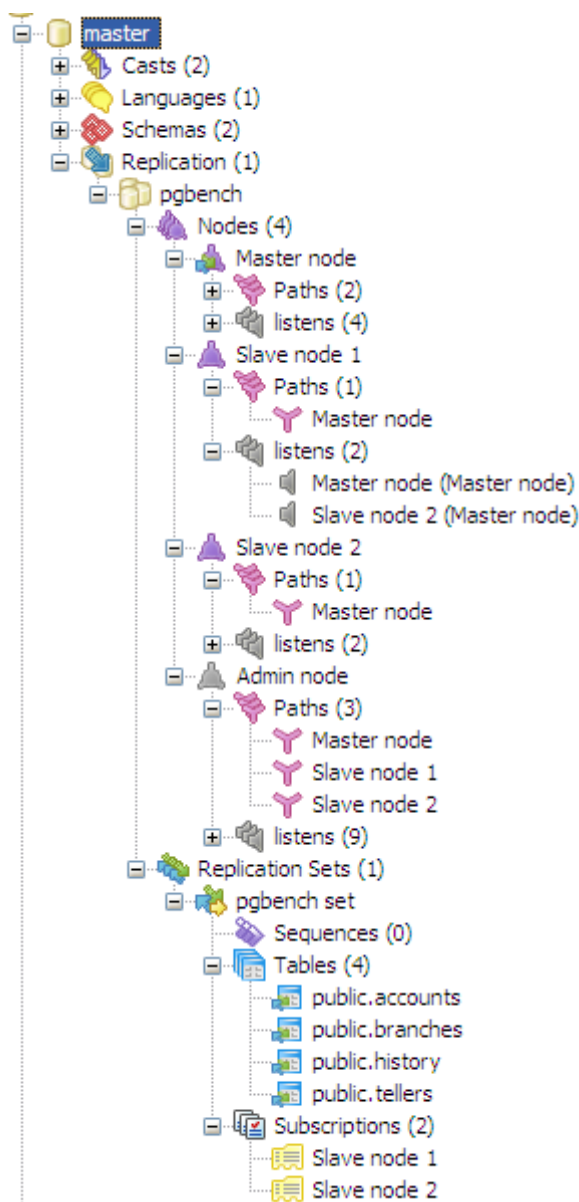 master
Casts (2)
Languages (1)
Schemas (2)
Replication (1)
pgbench
Nodes (4)
Master node
Paths (2)
listens (4)
Slave node 1
Paths (1)
Master node
listens (2)
Master node (Master node)
Slave node 2 (Master node)
Slave node 2
Paths (1)
Master node
listens (2)
Admin node
Paths (3)
Master node
Slave node 1
Slave node 2
listens (9)
Replication Sets (1)
pgbench set
Sequences (0)
Tables (4)
public.accounts
public.branches
public.history
public.tellers
Subscriptions (2)
Slave node 1
Slave node 2